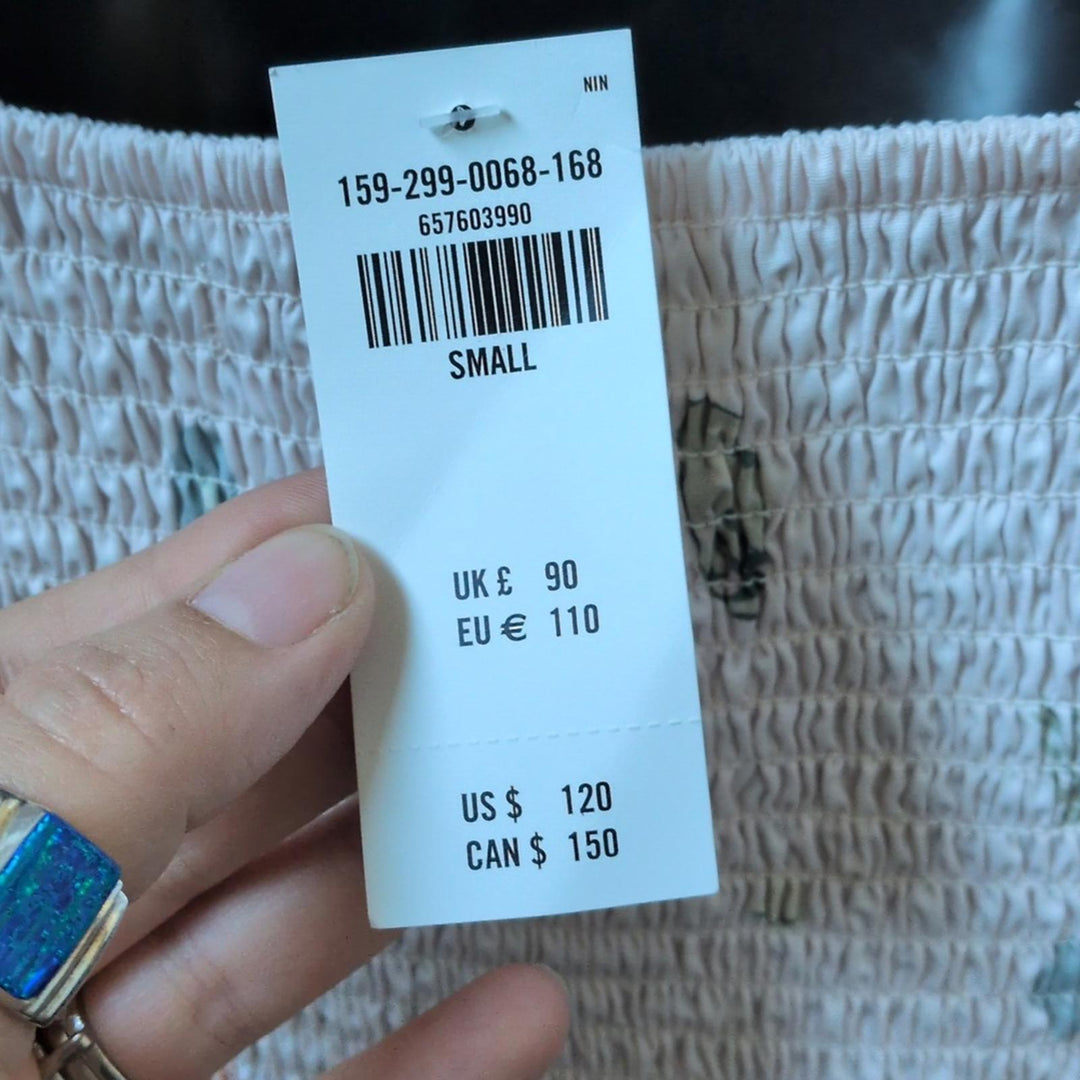 NIN
159-299-0068-168
657603990
SMALL
UK £ 90
EU € 110
US $ 120
CAN $ 150